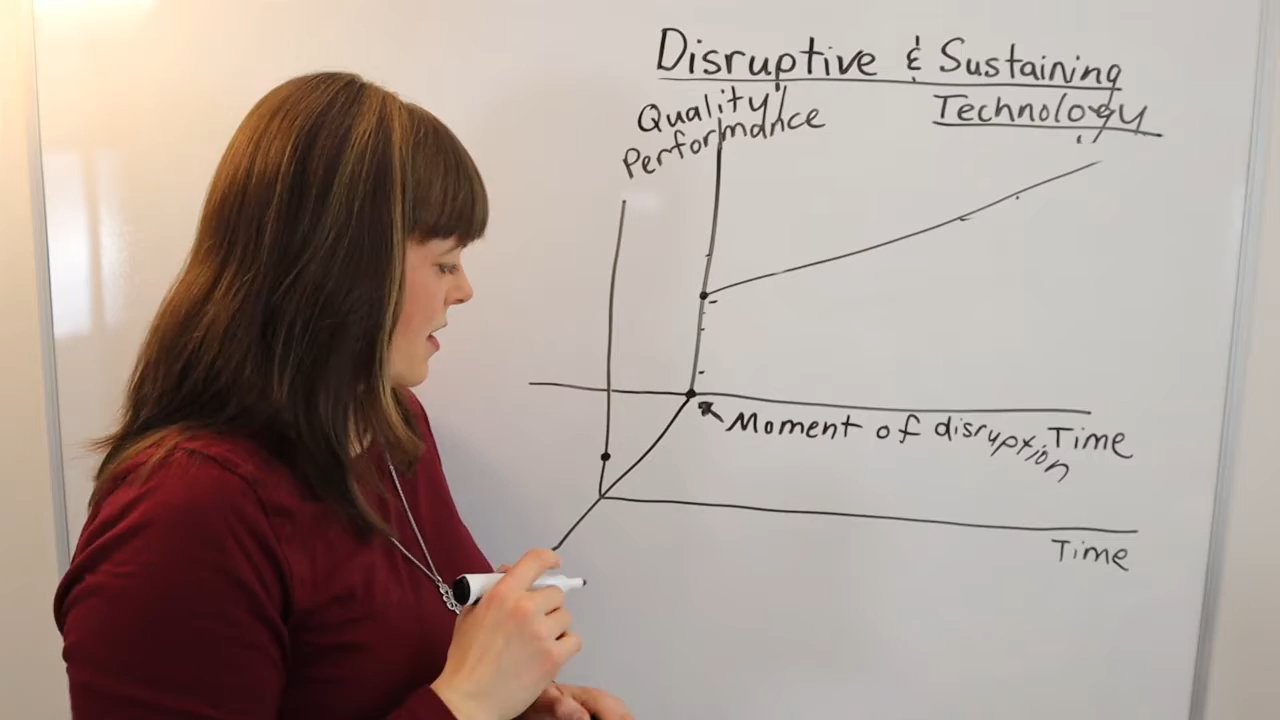 Disruptive & Sustaining
Technology
Quality/
Performance
Moment of disruption
Time
Time